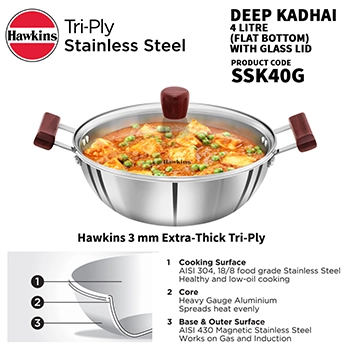 Hawkins
Tri-Ply
Stainless Steel
DEEP KADHAI
4 LITRE
(FLAT BOTTOM)
WITH GLASS LID
PRODUCT CODE
SSK40G
Hawkins
Hawkins 3 mm Extra-Thick Tri-Ply
1 Cooking Surface
AISI 304, 18/8 food grade Stainless Steel
Healthy and low-oil cooking
2 Core
Heavy Gauge Aluminium
Spreads heat evenly
3 Base & Outer Surface
AISI 430 Magnetic Stainless Steel
Works on Gas and Induction
1
2
3